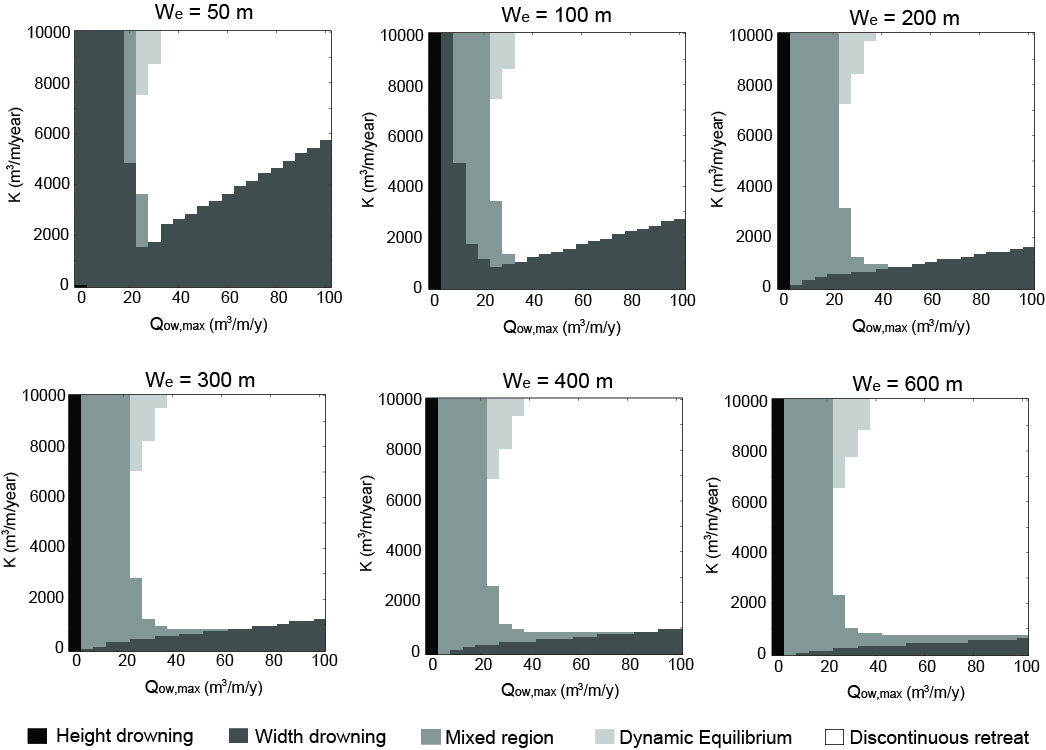 We = 50 m
We = 100 m
We = 200 m
10000
8000
6000
4000
2000
0
K (m³/m/year)
0 20 40 60 80 100
Qow,max (m³/m/y)
10000
8000
6000
4000
2000
0
K (m³/m/year)
0 20 40 60 80 100
Qow,max (m³/m/y)
10000
8000
6000
4000
2000
0
K (m³/m/year)
0 20 40 60 80 100
Qow,max (m³/m/y)
We = 300 m
We = 400 m
We = 600 m
10000
8000
6000
4000
2000
0
K (m³/m/year)
0 20 40 60 80 100
Qow,max (m³/m/y)
10000
8000
6000
4000
2000
0
K (m³/m/year)
0 20 40 60 80 100
Qow,max (m³/m/y)
10000
8000
6000
4000
2000
0
K (m³/m/year)
0 20 40 60 80 100
Qow,max (m³/m/y)
Height drowning Width drowning Mixed region Dynamic Equilibrium Discontinuous retreat